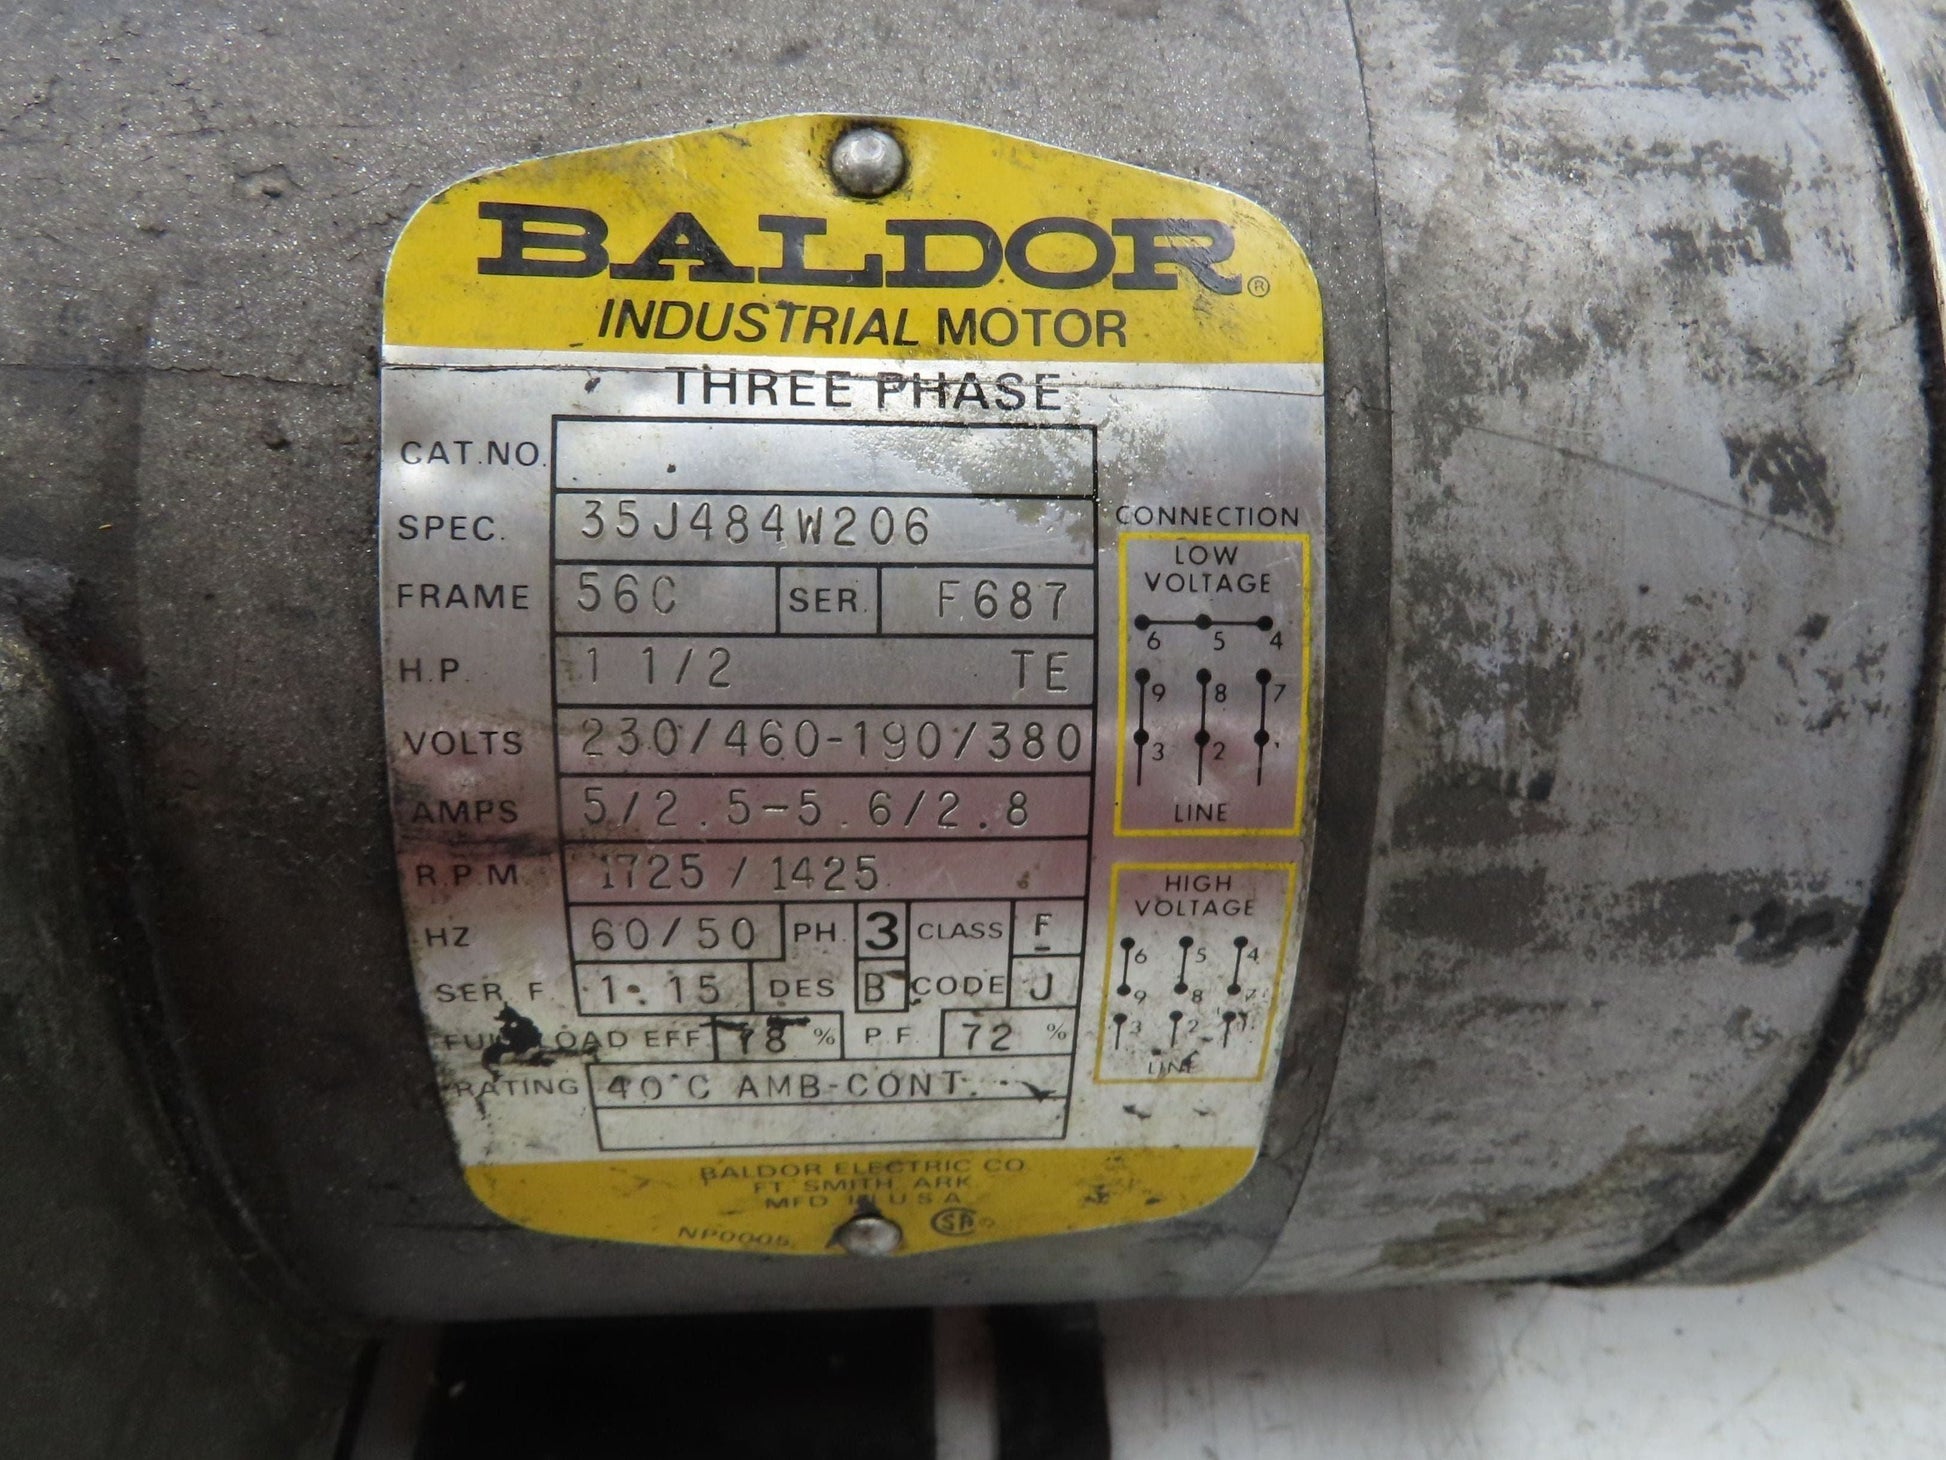 BALDOR®
INDUSTRIAL MOTOR
THREE PHASE
CAT.NO.
SPEC. 35J484W206
FRAME 56C SER. F687
H.P. 1 1/2 TE
VOLTS 230/460-190/380
AMPS 5/2.5-5.6/2.8
R.P.M 1725/1425
HZ 60/50 PH. 3 CLASS F
SER. F 1.15 DES B CODE J
FULL LOAD EFF 78 % P.F. 72 %
RATING 40°C AMB-CONT.
CONNECTION
LOW
VOLTAGE
6 5 4
9 8 7
3 2
LINE
HIGH
VOLTAGE
6 5 4
9 8 7
3 2 1
LINE
BALDOR ELECTRIC CO.
FT. SMITH, ARK.
MFD. IN U.S.A.
NP0005
SA